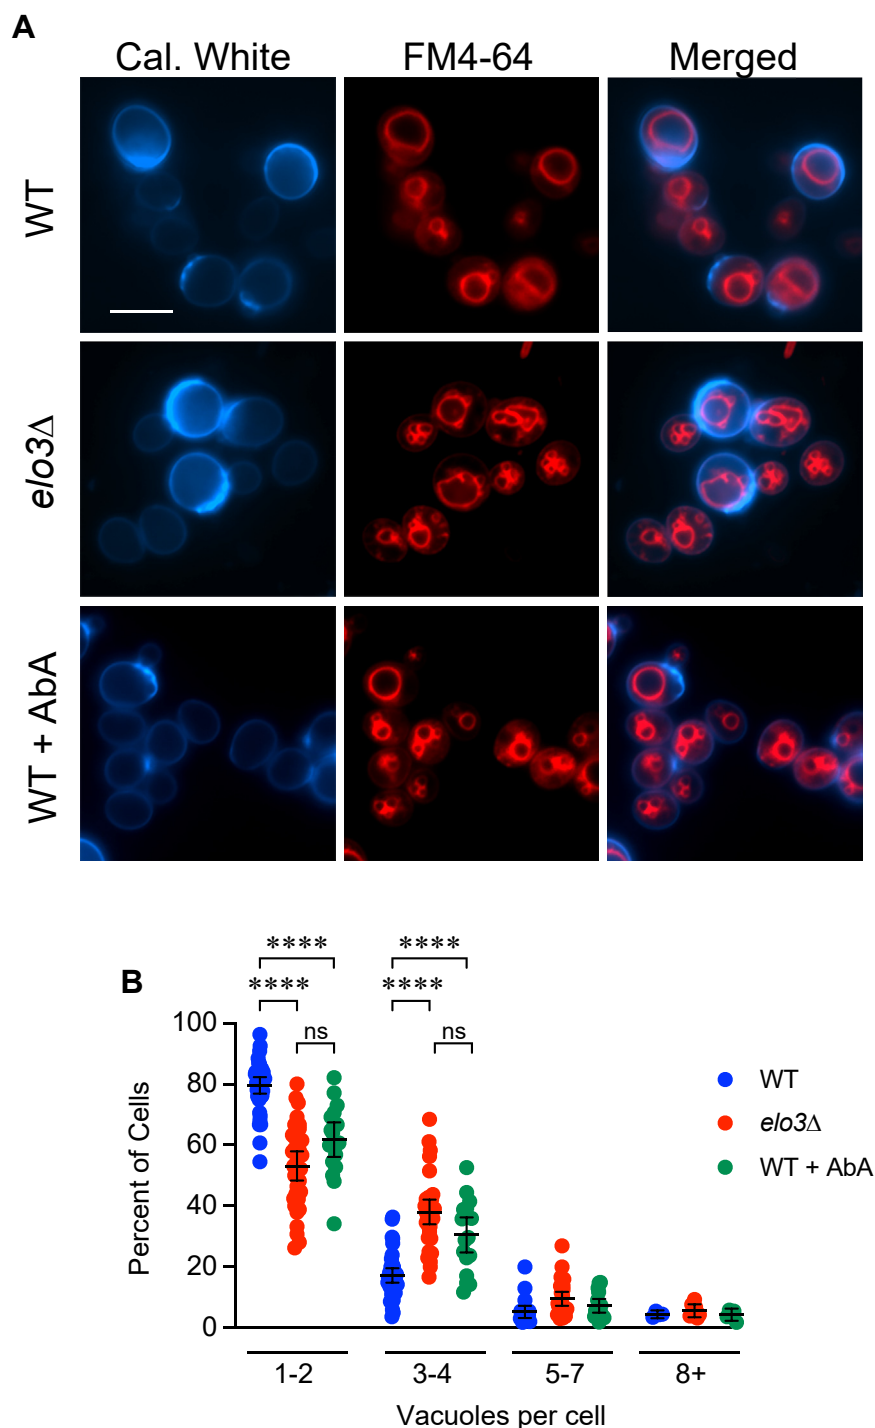 A
Cal. White FM4-64 Merged
WT
elo3Δ
WT + AbA
B
**** ****
**** ****
ns ns
100
80
60
40
20
0
Percent of Cells
WT
elo3Δ
WT + AbA
1-2 3-4 5-7 8+
Vacuoles per cell